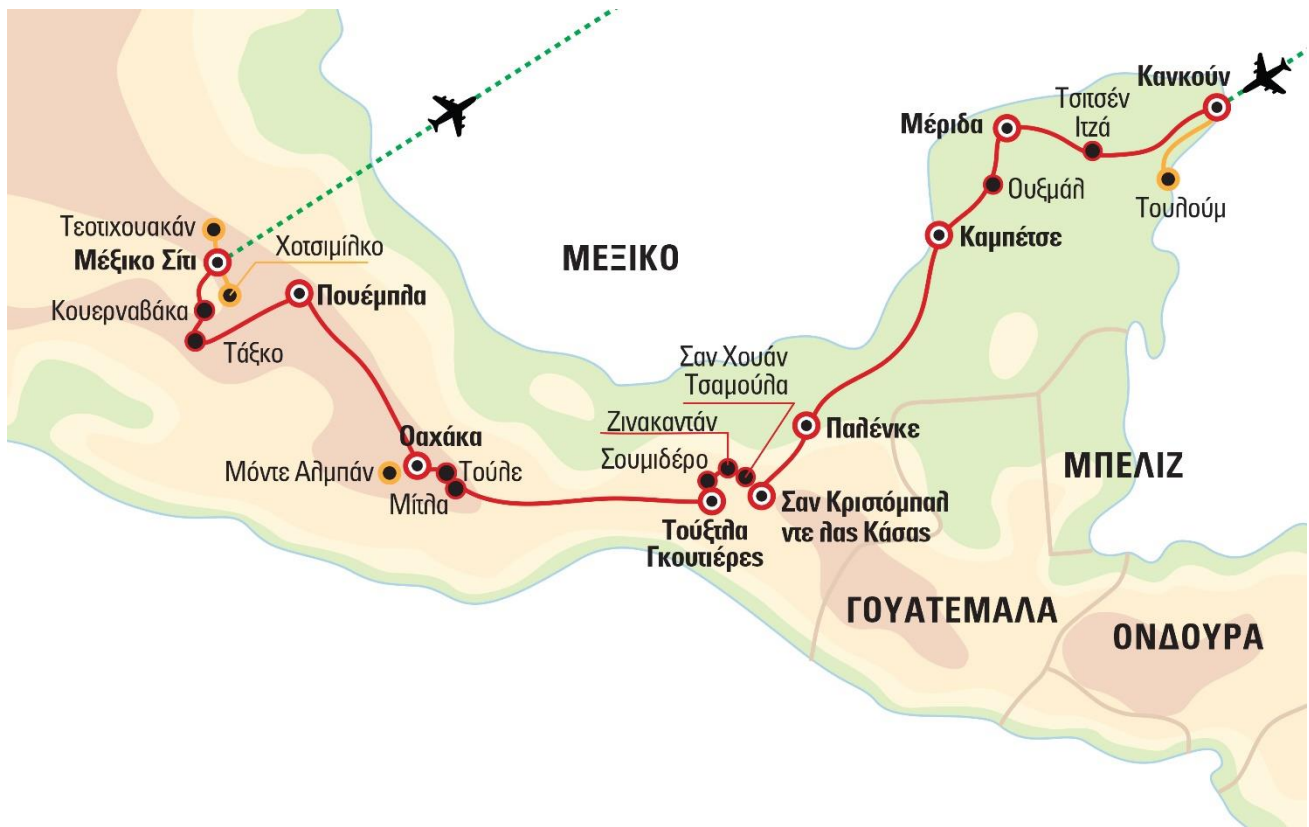 Κανκούν
Τσιτσέν
Ιτζά
Μέριδα
Ουξμάλ
Τουλούμ
Καμπέτσε
Τεοτιχουακάν
Χοτσιμίλκο
Μέξικο Σίτι
ΜΕΞΙΚΟ
Πουέμπλα
Κουερναβάκα
Τάξκο
Σαν Χουάν
Τσαμούλα
Ζινακαντάν
Παλένκε
Οαχάκα
Σουμιδέρο
Μόντε Αλμπάν
Τούλε
ΜΠΕΛΙΖ
Μίτλα
Σαν Κριστόμπαλ
ντε λας Κάσας
Τούξτλα
Γκουτιέρες
ΓΟΥΑΤΕΜΑΛΑ
ΟΝΔΟΥΡΑ